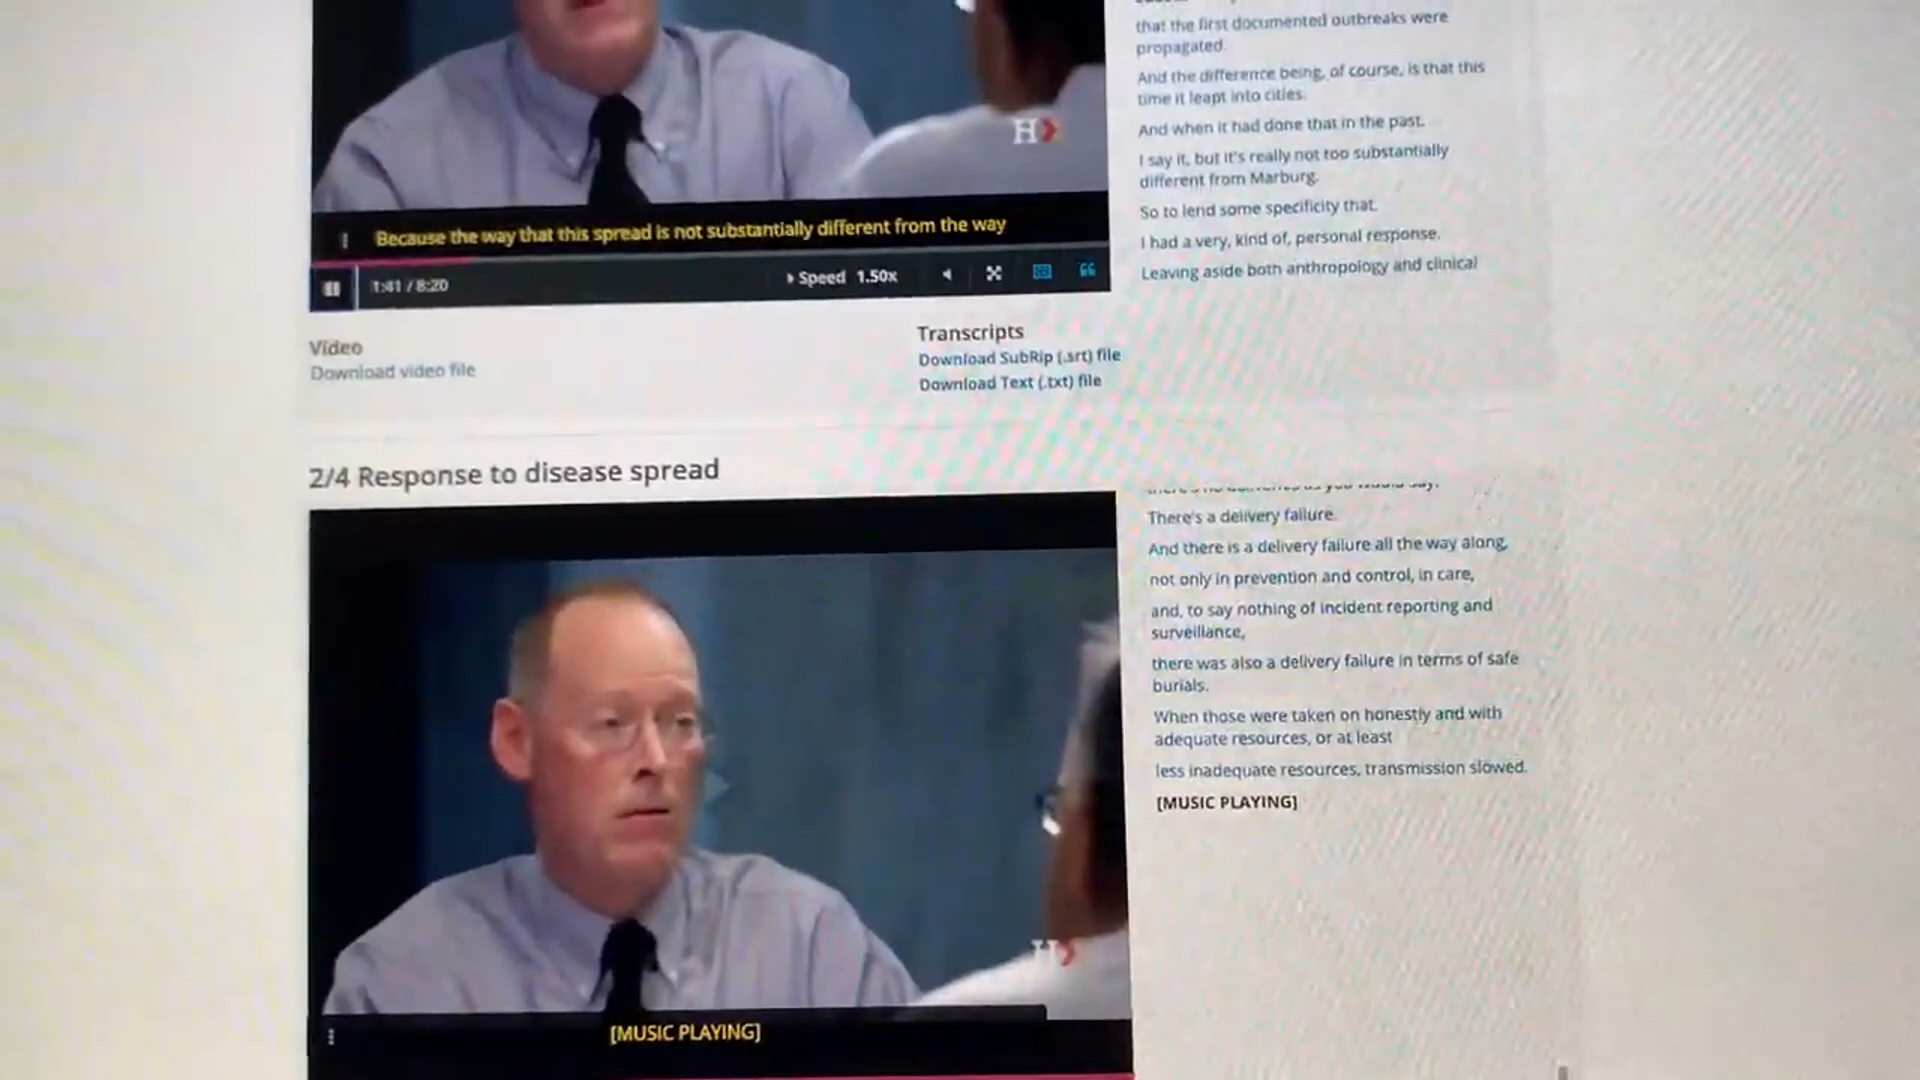 that the first documented outbreaks were
propagated.
And the difference being, of course, is that this
time it leapt into cities.
And when it had done that in the past.
I say it, but it's really not too substantially
different from Marburg.
So to lend some specificity that.
I had a very, kind of, personal response.
Leaving aside both anthropology and clinical
H
Because the way that this spread is not substantially different from the way
1:41 / 8:20
Speed 1.50x
Video
Download video file
Transcripts
Download SubRip (.srt) file
Download Text (.txt) file
2/4 Response to disease spread
There's a delivery failure.
And there is a delivery failure all the way along,
not only in prevention and control, in care,
and, to say nothing of incident reporting and
surveillance,
there was also a delivery failure in terms of safe
burials.
When those were taken on honestly and with
adequate resources, or at least
less inadequate resources, transmission slowed.
[MUSIC PLAYING]
H
[MUSIC PLAYING]